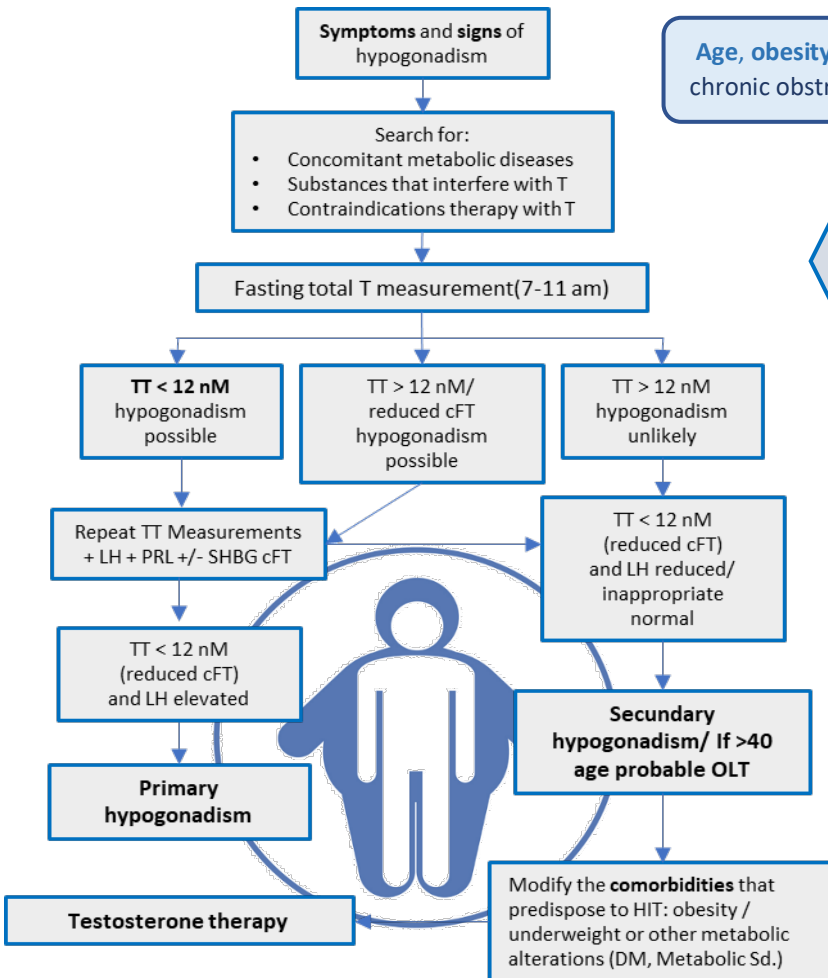 Symptoms and signs of
hypogonadism
Age, obesity
chronic obstr
Search for:
• Concomitant metabolic diseases
• Substances that interfere with T
• Contraindications therapy with T
Fasting total T measurement(7-11 am)
TT < 12 nM
hypogonadism
possible
TT > 12 nM/
reduced cFT
hypogonadism
possible
TT > 12 nM
hypogonadism
unlikely
Repeat TT Measurements
+ LH + PRL +/- SHBG cFT
TT < 12 nM
(reduced cFT)
and LH reduced/
inappropriate
normal
TT < 12 nM
(reduced cFT)
and LH elevated
Secundary
hypogonadism/ If >40
age probable OLT
Primary
hypogonadism
Modify the comorbidities that
predispose to HIT: obesity /
underweight or other metabolic
alterations (DM, Metabolic Sd.)
Testosterone therapy